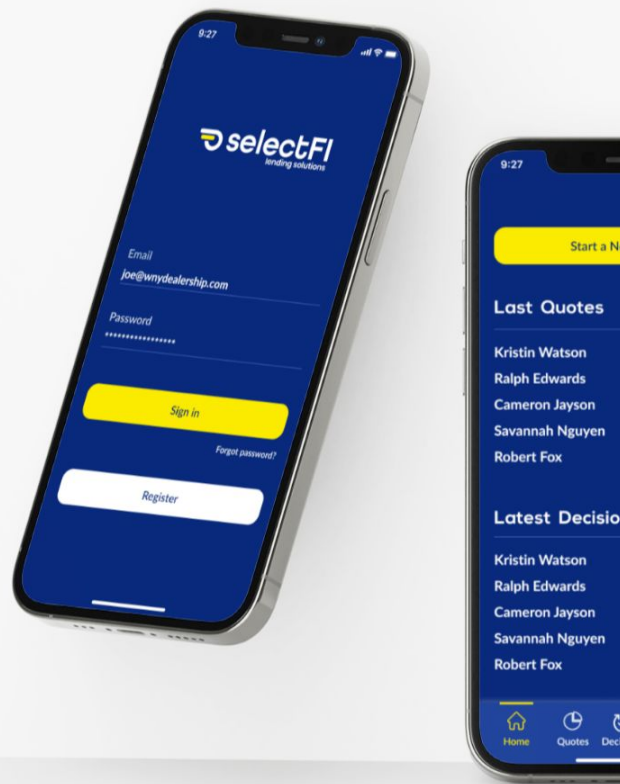 9:27
selectFI
lending solutions
Email
joe@wnydealership.com
Password
•••••••••••••••••
Sign in
Forgot password?
Register
9:27
Start a N
Last Quotes
Kristin Watson
Ralph Edwards
Cameron Jayson
Savannah Nguyen
Robert Fox
Latest Decisio
Kristin Watson
Ralph Edwards
Cameron Jayson
Savannah Nguyen
Robert Fox
Home
Quotes
Deci